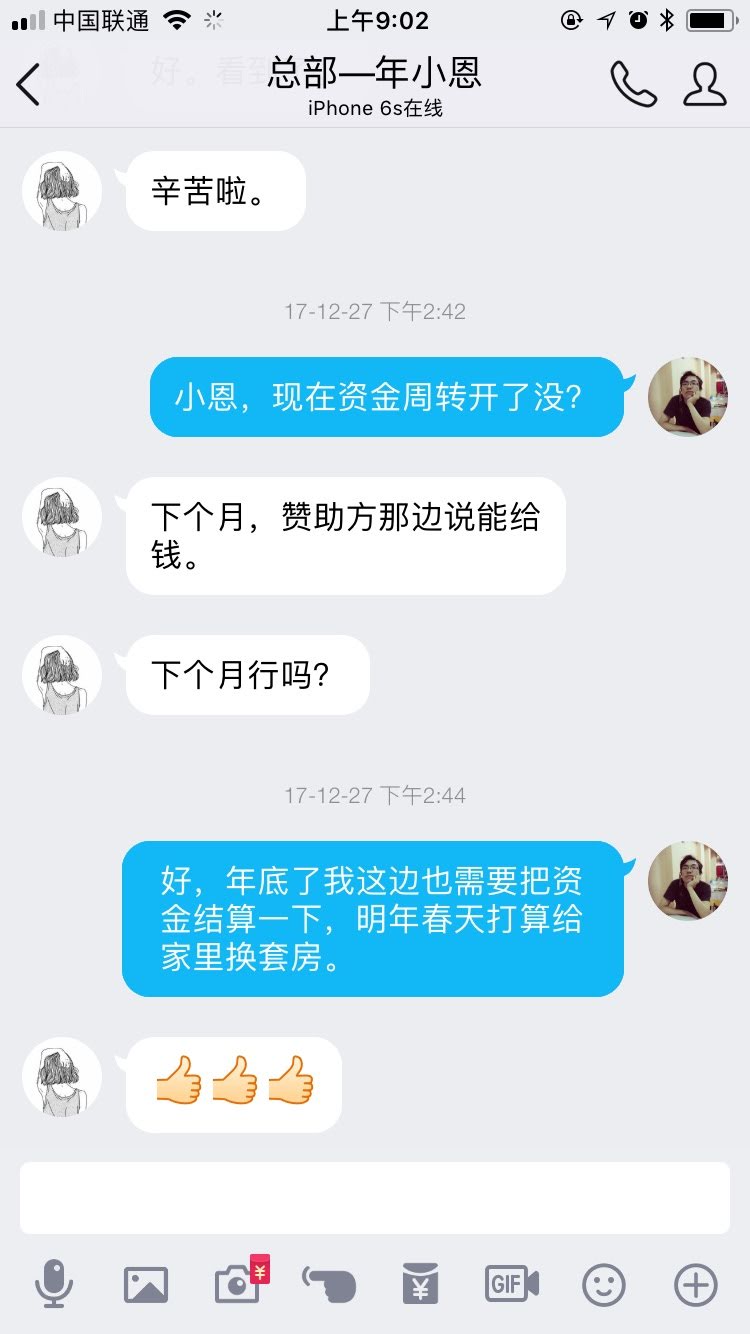 中国联通
上午9:02
好。看到
总部—年小恩
iPhone 6s在线
辛苦啦。
17-12-27 下午2:42
小恩，现在资金周转开了没？
下个月，赞助方那边说能给
钱。
下个月行吗？
17-12-27 下午2:44
好，年底了我这边也需要把资
金结算一下，明年春天打算给
家里换套房。
¥
¥
GIF